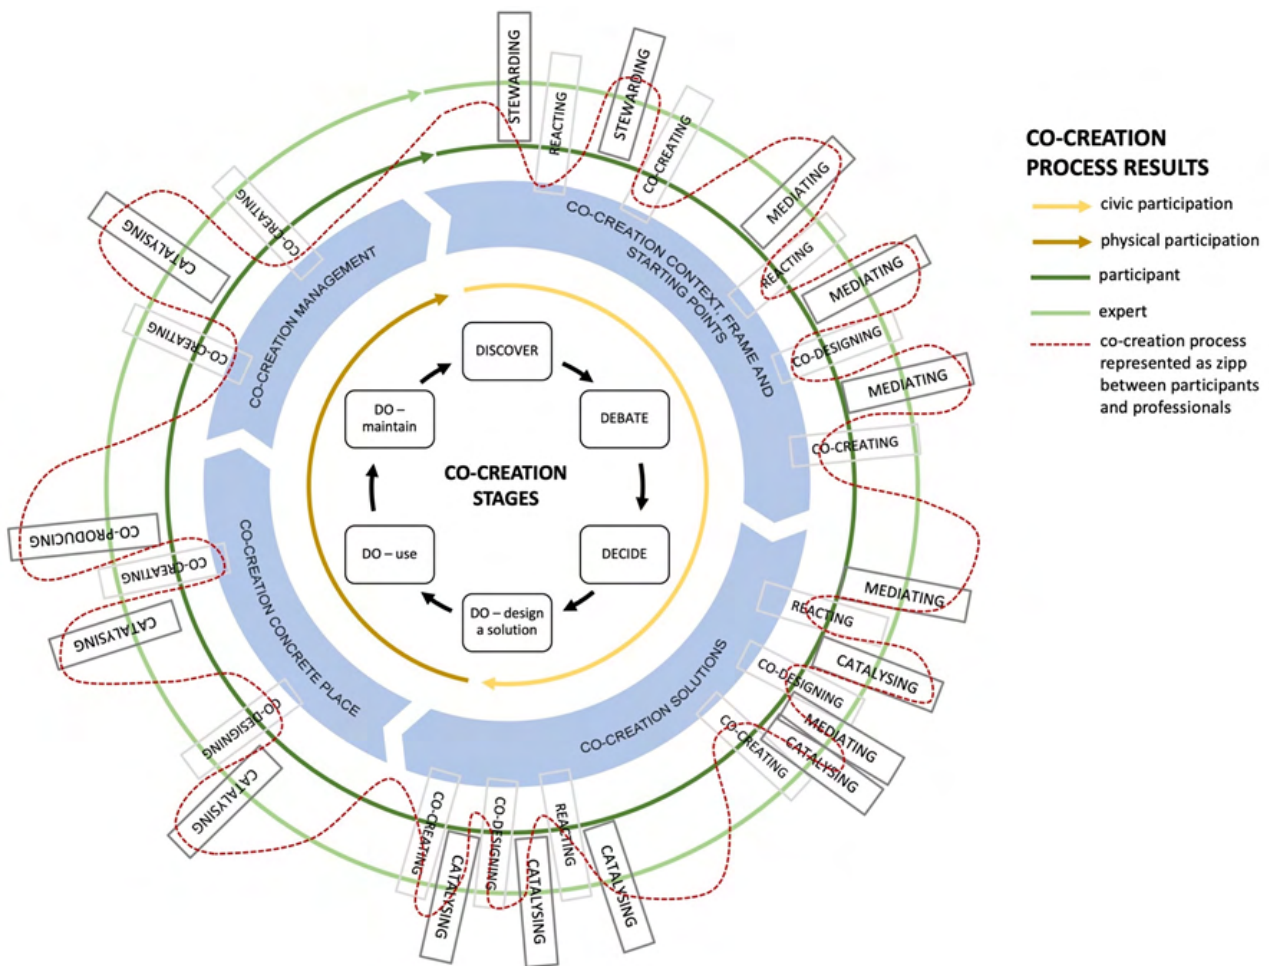 STEWARDING
REACTING
STEWARDING
CO-CREATING
MEDIATING
REACTING
MEDIATING
CO-DESIGNING
MEDIATING
CO-CREATING
MEDIATING
REACTING
CATALYSING
CO-DESIGNING
MEDIATING
CATALYSING
CO-CREATING
CATALYSING
REACTING
CATALYSING
CO-DESIGNING
CATALYSING
CO-CREATING
CATALYSING
CO-DESIGNING
CATALYSING
CO-CREATING
CO-PRODUCING
CO-CREATING
CATALYSING
CO-CREATING
CO-CREATION CONTEXT, FRAME AND
STARTING POINTS
CO-CREATION SOLUTIONS
CO-CREATION CONCRETE PLACE
CO-CREATION MANAGEMENT
DISCOVER
DEBATE
DECIDE
DO – design
a solution
DO – use
DO –
maintain
CO-CREATION
STAGES
CO-CREATION
PROCESS RESULTS
civic participation
physical participation
participant
expert
co-creation process
represented as zipp
between participants
and professionals